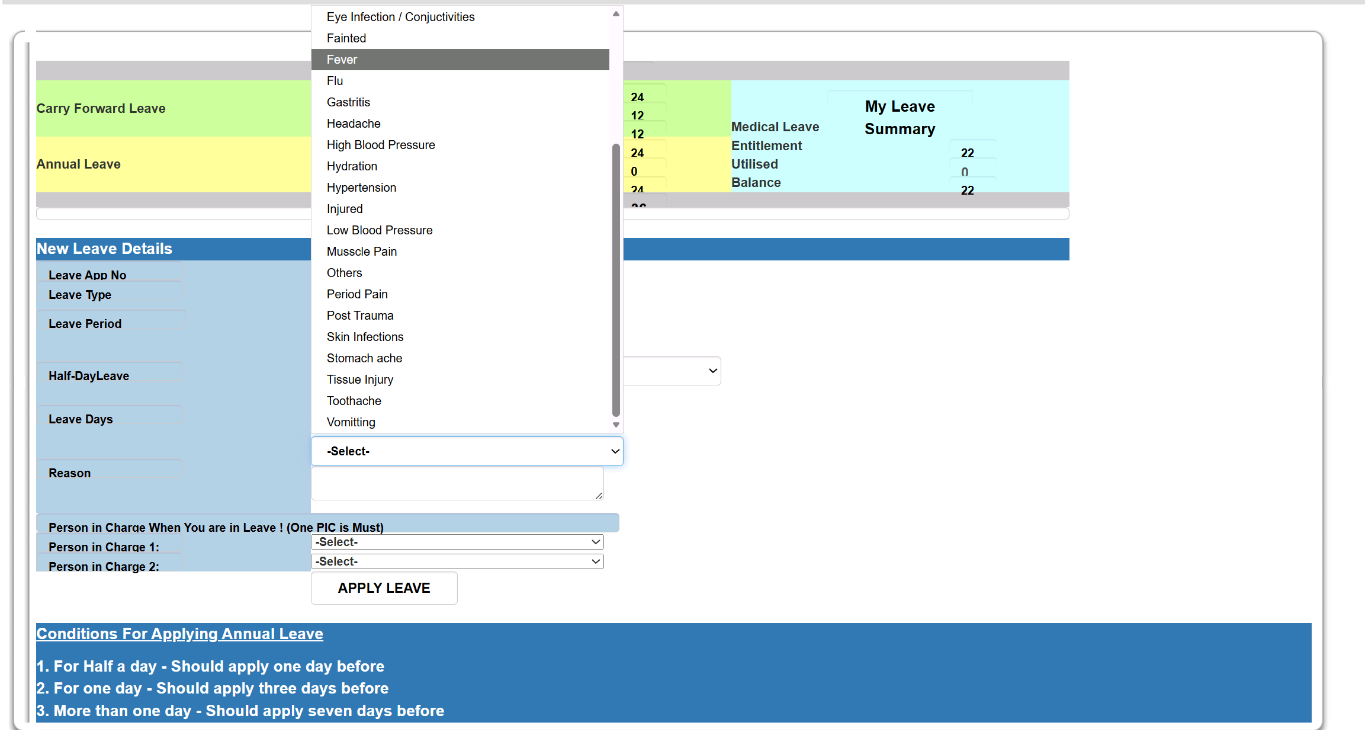 Eye Infection / Conjuctivities
Fainted
Fever
Flu
Gastritis
Headache
High Blood Pressure
Hydration
Hypertension
Injured
Low Blood Pressure
Musscle Pain
Others
Period Pain
Post Trauma
Skin Infections
Stomach ache
Tissue Injury
Toothache
Vomitting
-Select-
Carry Forward Leave
24
12
12
Annual Leave
24
0
24
My Leave
Summary
Medical Leave
Entitlement 22
Utilised 0
Balance 22
New Leave Details
Leave App No
Leave Type
Leave Period
Half-DayLeave
Leave Days
Reason
Person in Charge When You are in Leave ! (One PIC is Must)
Person in Charge 1: -Select-
Person in Charge 2: -Select-
APPLY LEAVE
Conditions For Applying Annual Leave
1. For Half a day - Should apply one day before
2. For one day - Should apply three days before
3. More than one day - Should apply seven days before